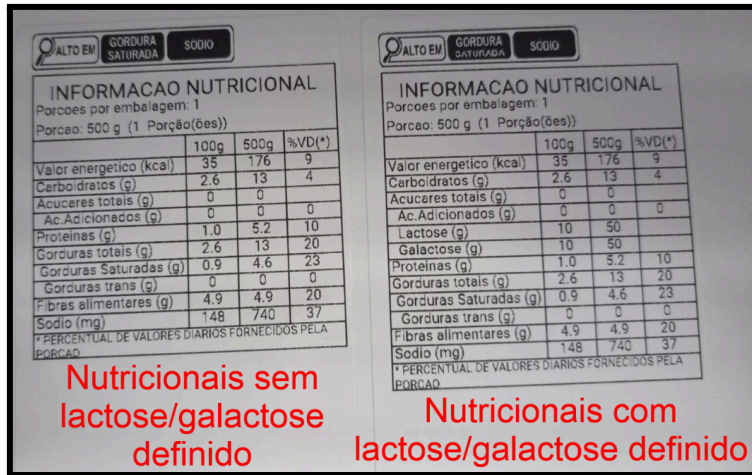 ALTO EM GORDURA SATURADA SODIO
INFORMACAO NUTRICIONAL
Porcoes por embalagem: 1
Porcao: 500 g (1 Porção(ões))
100g 500g %VD(*)
Valor energetico (kcal) 35 176 9
Carboidratos (g) 2.6 13 4
Acucares totais (g) 0 0
Ac.Adicionados (g) 0 0 0
Proteinas (g) 1.0 5.2 10
Gorduras totais (g) 2.6 13 20
Gorduras Saturadas (g) 0.9 4.6 23
Gorduras trans (g) 0 0 0
Fibras alimentares (g) 4.9 4.9 20
Sodio (mg) 148 740 37
* PERCENTUAL DE VALORES DIARIOS FORNECIDOS PELA
PORCAO
Nutricionais sem
lactose/galactose
definido
ALTO EM GORDURA SATURADA SODIO
INFORMACAO NUTRICIONAL
Porcoes por embalagem: 1
Porcao: 500 g (1 Porção(ões))
100g 500g %VD(*)
Valor energetico (kcal) 35 176 9
Carboidratos (g) 2.6 13 4
Acucares totais (g) 0 0
Ac.Adicionados (g) 0 0 0
Lactose (g) 10 50
Galactose (g) 10 50
Proteinas (g) 1.0 5.2 10
Gorduras totais (g) 2.6 13 20
Gorduras Saturadas (g) 0.9 4.6 23
Gorduras trans (g) 0 0 0
Fibras alimentares (g) 4.9 4.9 20
Sodio (mg) 148 740 37
* PERCENTUAL DE VALORES DIARIOS FORNECIDOS PELA
PORCAO
Nutricionais com
lactose/galactose definido